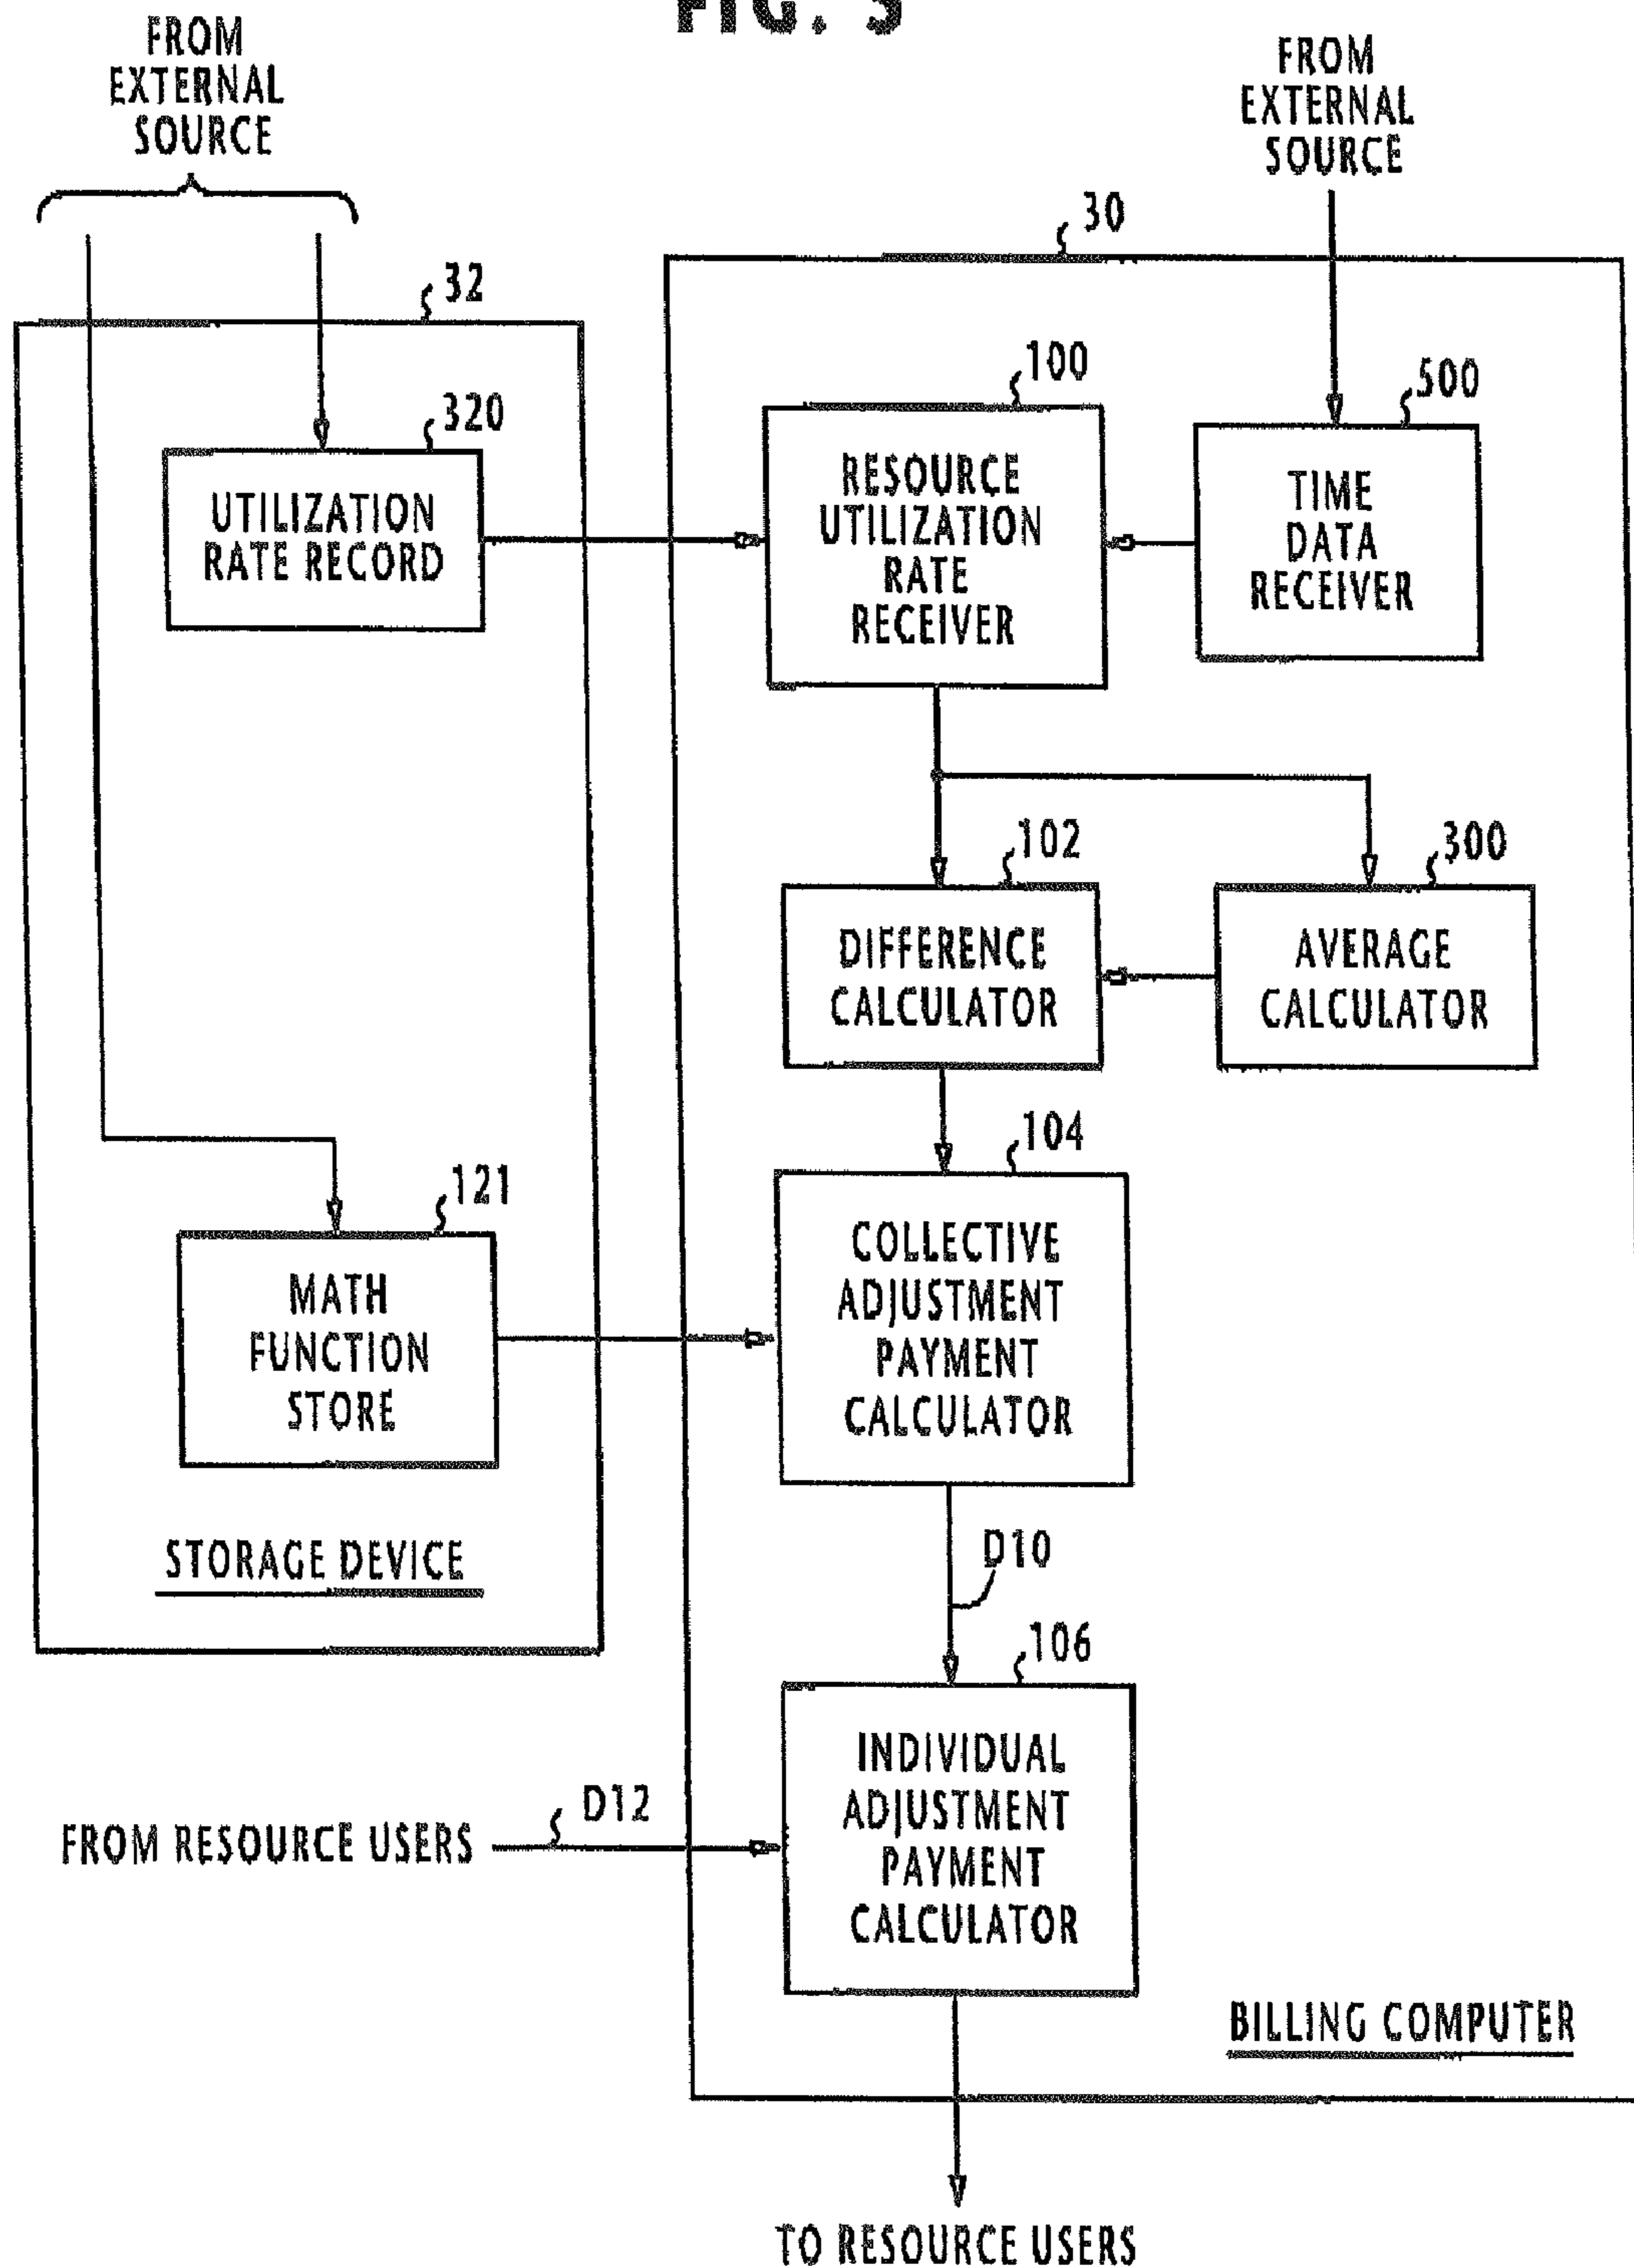 FROM
EXTERNAL
SOURCE
FROM
EXTERNAL
SOURCE
30
32
100
500
320
UTILIZATION
RATE RECORD
RESOURCE
UTILIZATION
RATE
RECEIVER
TIME
DATA
RECEIVER
102
300
DIFFERENCE
CALCULATOR
AVERAGE
CALCULATOR
104
121
MATH
FUNCTION
STORE
COLLECTIVE
ADJUSTMENT
PAYMENT
CALCULATOR
STORAGE DEVICE
D10
106
INDIVIDUAL
ADJUSTMENT
PAYMENT
CALCULATOR
D12
FROM RESOURCE USERS
BILLING COMPUTER
TO RESOURCE USERS